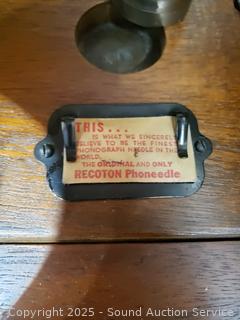 THIS...
IS WHAT WE SINCERELY
BELIEVE TO BE THE FINEST
PHONOGRAPH NEEDLE IN THE
WORLD.
THE ORIGINAL AND ONLY
RECOTON Phoneedle
Copyright 2025 - Sound Auction Service